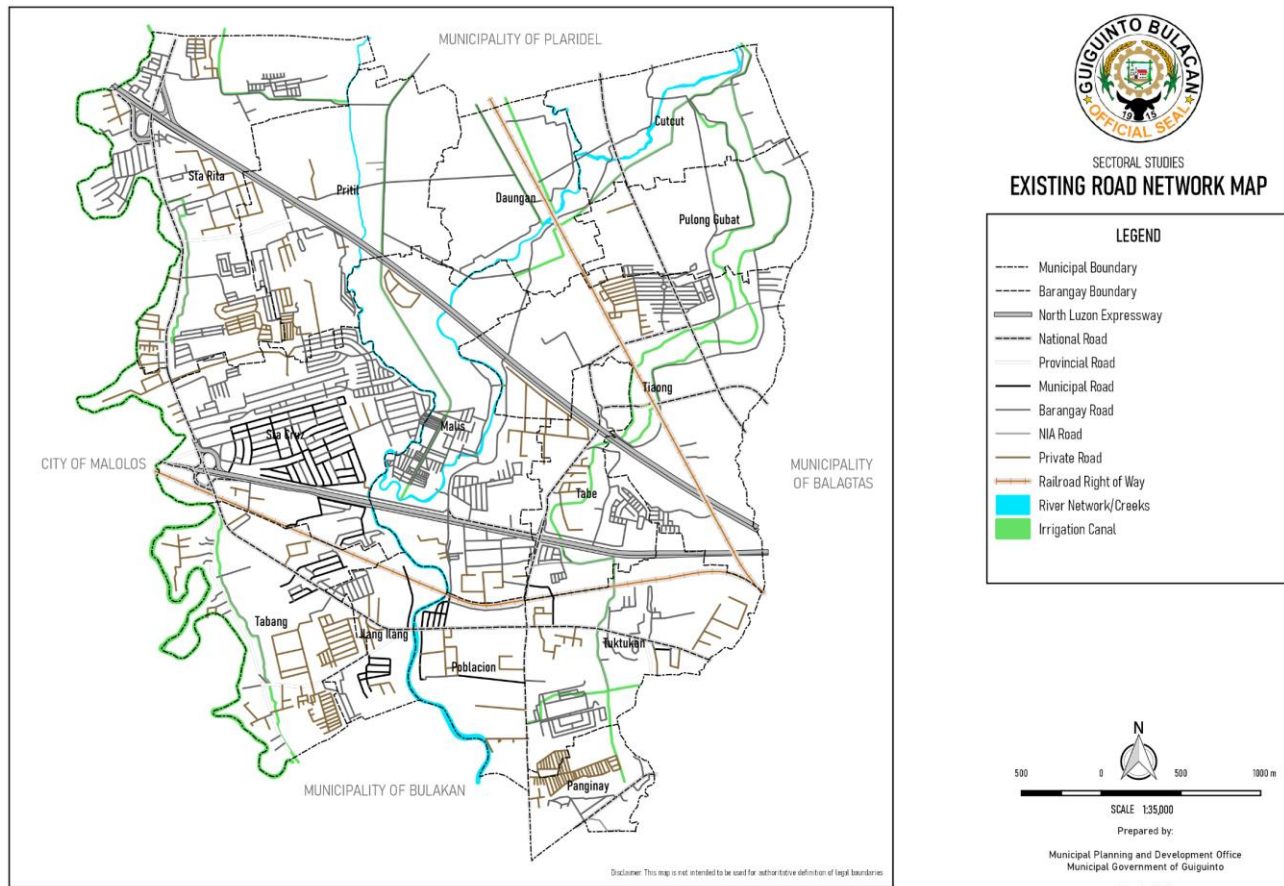 MUNICIPALITY OF PLARIDEL
Cutcut
Sta Rita
Pritil
Daungan
Pulong Gubat
Tiaong
Malis
Sta Cruz
CITY OF MALOLOS
MUNICIPALITY
OF BALAGTAS
Tabe
Tabang
Ilang Ilang
Tuktukan
Poblacion
MUNICIPALITY OF BULAKAN
Panginay
Disclaimer: This map is not intended to be used for authoritative definition of legal boundaries
GUIGUINTO BULACAN
1915
OFFICIAL SEAL
SECTORAL STUDIES
EXISTING ROAD NETWORK MAP
LEGEND
Municipal Boundary
Barangay Boundary
North Luzon Expressway
National Road
Provincial Road
Municipal Road
Barangay Road
NIA Road
Private Road
Railroad Right of Way
River Network/Creeks
Irrigation Canal
N
500 0 500 1000 m
SCALE 1:35,000
Prepared by:
Municipal Planning and Development Office
Municipal Government of Guiguinto